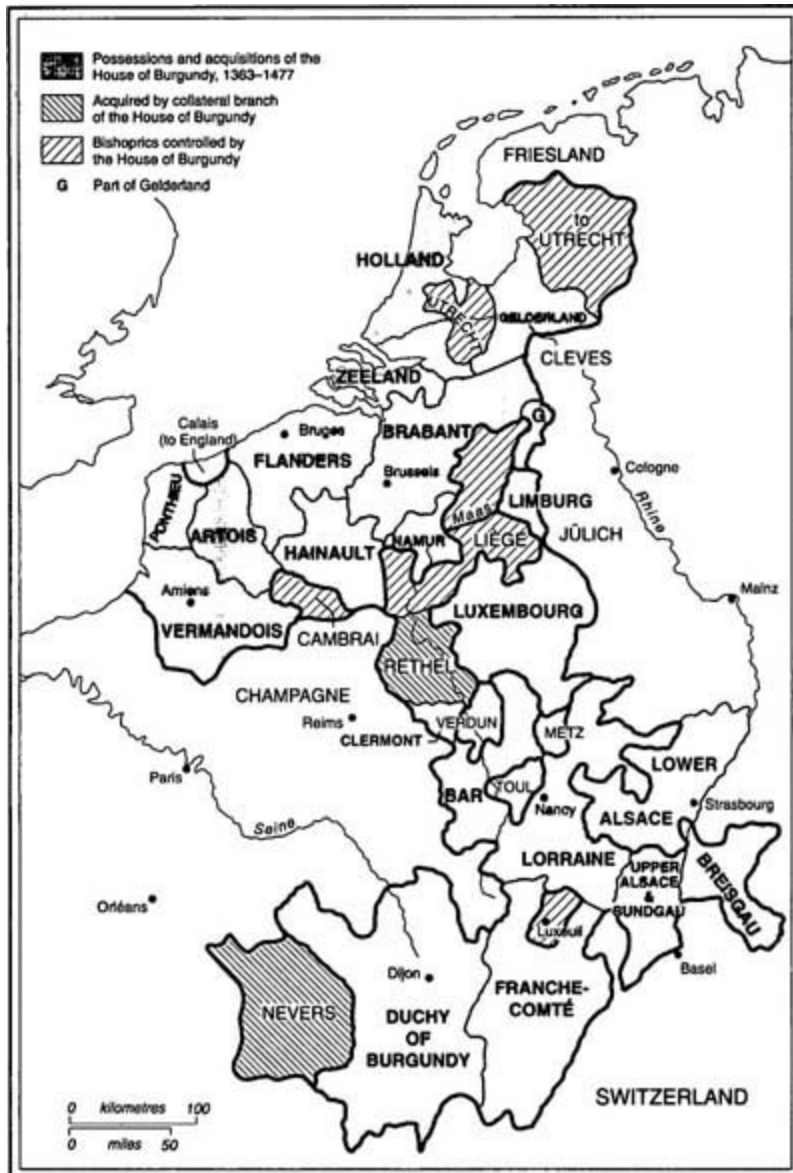 Possessions and acquisitions of the
House of Burgundy, 1363–1477
Acquired by collateral branch
of the House of Burgundy
Bishoprics controlled by
the House of Burgundy
G Part of Gelderland
FRIESLAND
to
UTRECHT
HOLLAND
UTRECHT
GELDERLAND
CLEVES
ZEELAND
G
Calais
(to England)
Bruges
BRABANT
FLANDERS
Cologne
Brussels
PONTHIEU
LIMBURG
Maas
Rhine
ARTOIS
HAINAULT
NAMUR
LIÈGE
JÜLICH
Amiens
Mainz
VERMANDOIS
LUXEMBOURG
CAMBRAI
RETHEL
CHAMPAGNE
Reims
VERDUN
METZ
CLERMONT
LOWER
Paris
BAR
TOUL
Nancy
ALSACE
Strasbourg
Seine
LORRAINE
UPPER
ALSACE
&
SUNDGAU
BREISGAU
Orléans
Luxeuil
Basel
Dijon
NEVERS
FRANCHE-
COMTÉ
DUCHY
OF
BURGUNDY
SWITZERLAND
0 kilometres 100
0 miles 50